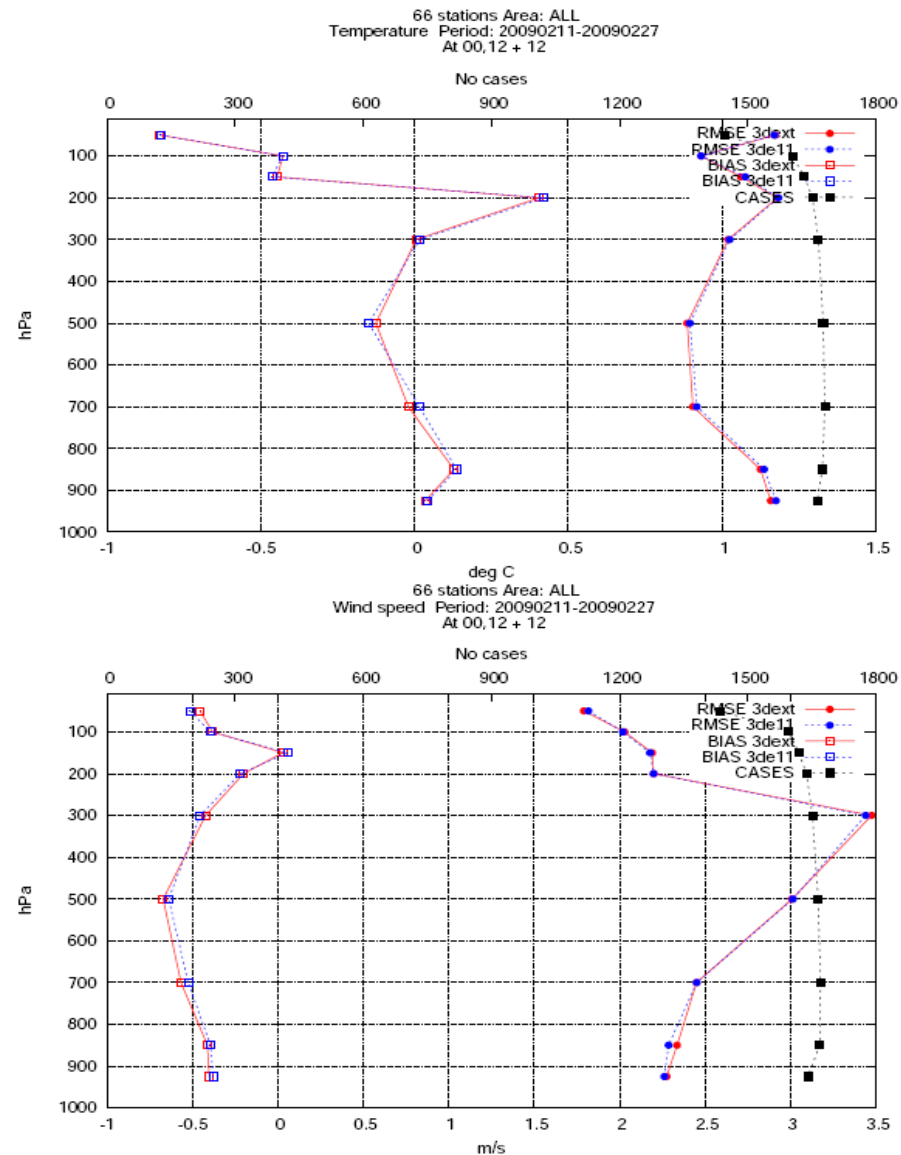 66 stations Area: ALL
Temperature Period: 20090211-20090227
At 00,12 + 12
No cases
0 300 600 900 1200 1500 1800
RMSE 3dext
RMSE 3de11
BIAS 3dext
BIAS 3de11
CASES
100
200
300
400
500
600
700
800
900
1000
hPa
-1 -0.5 0 0.5 1 1.5
deg C
66 stations Area: ALL
Wind speed Period: 20090211-20090227
At 00,12 + 12
No cases
0 300 600 900 1200 1500 1800
RMSE 3dext
RMSE 3de11
BIAS 3dext
BIAS 3de11
CASES
100
200
300
400
500
600
700
800
900
1000
hPa
-1 -0.5 0 0.5 1 1.5 2 2.5 3 3.5
m/s